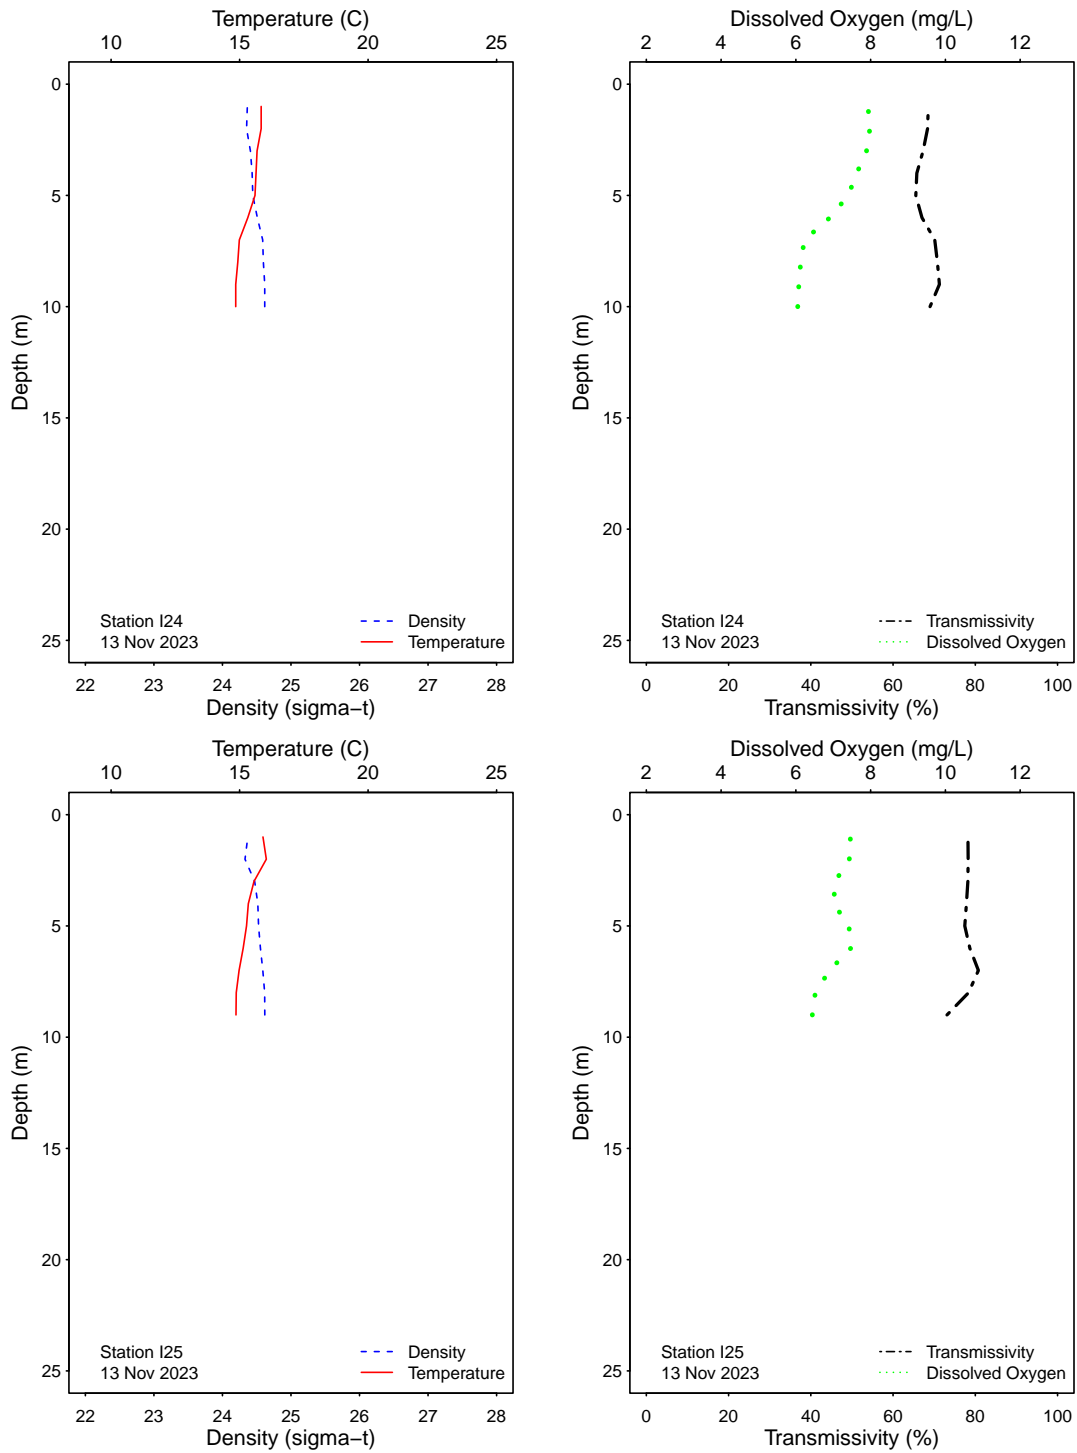 Temperature (C)
10 15 20 25
0
5
10
15
20
25
Depth (m)
Station I24
13 Nov 2023
Density
Temperature
22 23 24 25 26 27 28
Density (sigma−t)
Dissolved Oxygen (mg/L)
2 4 6 8 10 12
0
5
10
15
20
25
Depth (m)
Station I24
13 Nov 2023
Transmissivity
Dissolved Oxygen
0 20 40 60 80 100
Transmissivity (%)
Temperature (C)
10 15 20 25
0
5
10
15
20
25
Depth (m)
Station I25
13 Nov 2023
Density
Temperature
22 23 24 25 26 27 28
Density (sigma−t)
Dissolved Oxygen (mg/L)
2 4 6 8 10 12
0
5
10
15
20
25
Depth (m)
Station I25
13 Nov 2023
Transmissivity
Dissolved Oxygen
0 20 40 60 80 100
Transmissivity (%)